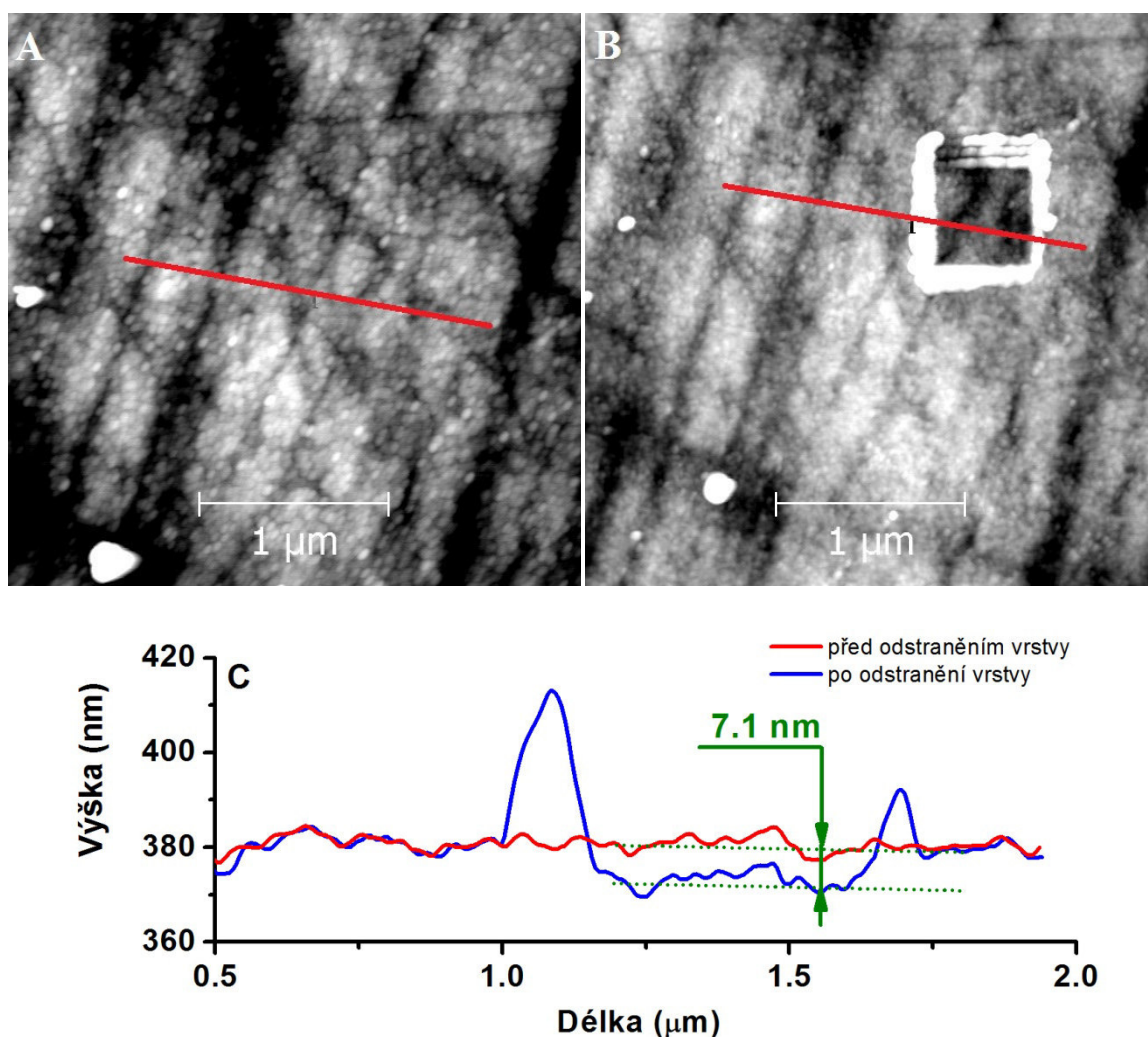 A
B
1 μm
1 μm
1
C
před odstraněním vrstvy
po odstranění vrstvy
7.1 nm
Výška (nm)
420
400
380
360
0.5
1.0
1.5
2.0
Délka (μm)